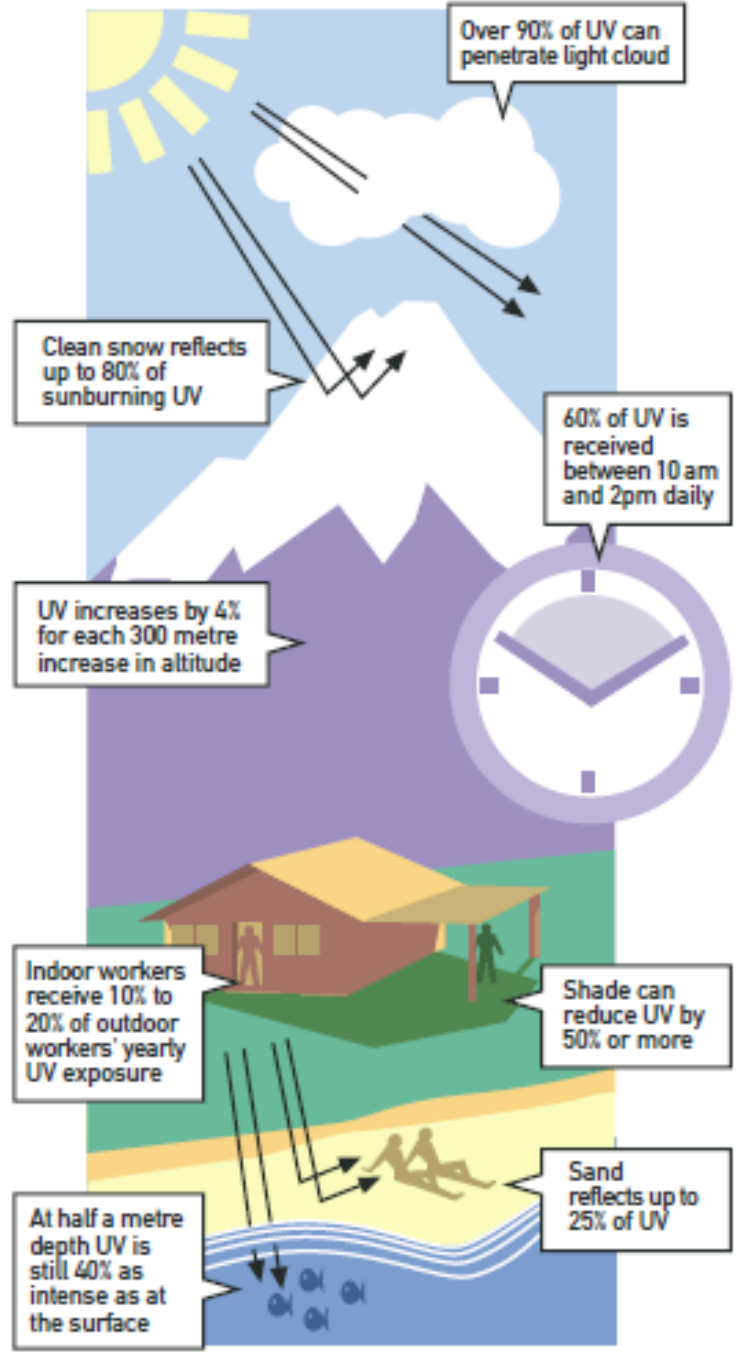 Over 90% of UV can
penetrate light cloud
Clean snow reflects
up to 80% of
sunburning UV
60% of UV is
received
between 10 am
and 2pm daily
UV increases by 4%
for each 300 metre
increase in altitude
Indoor workers
receive 10% to
20% of outdoor
workers' yearly
UV exposure
Shade can
reduce UV by
50% or more
Sand
reflects up to
25% of UV
At half a metre
depth UV is
still 40% as
intense as at
the surface